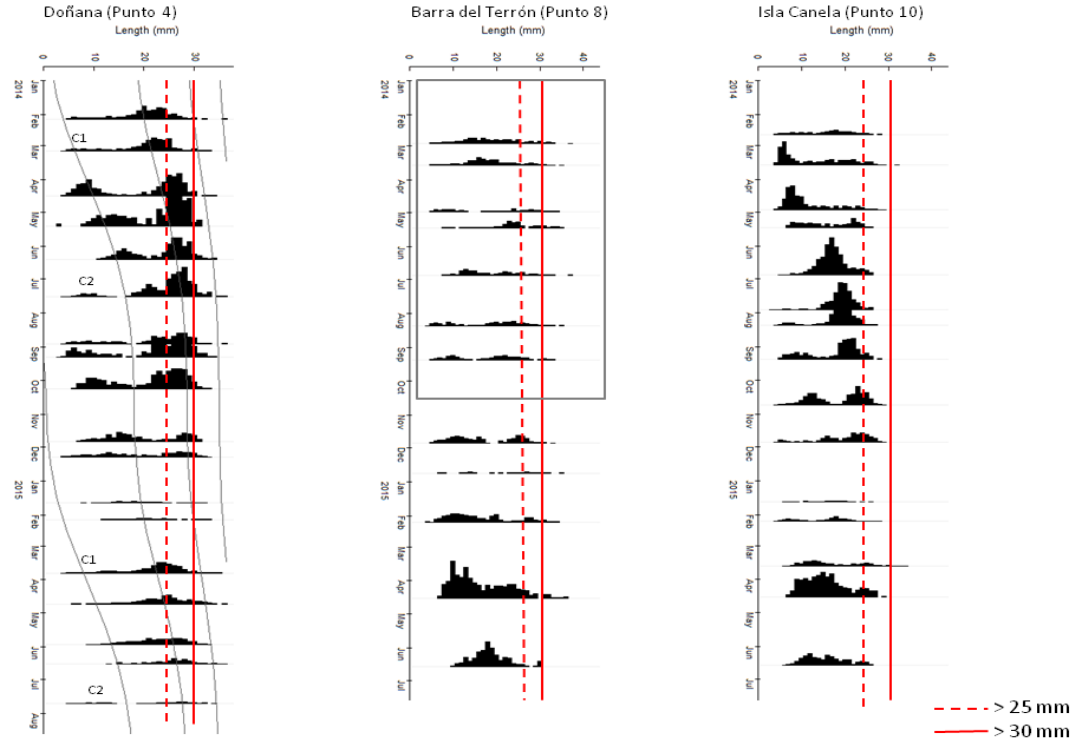 Doñana (Punto 4)
Length (mm)
0 10 20 30
Jan
2014
Feb
C1
Mar
Apr
May
Jun
C2
Jul
Aug
Sep
Oct
Nov
Dec
Jan
2015
Feb
Mar
C1
Apr
May
Jun
Jul
C2
Aug
Barra del Terrón (Punto 8)
Length (mm)
0 10 20 30 40
Jan
2014
Feb
Mar
Apr
May
Jun
Jul
Aug
Sep
Oct
Nov
Dec
Jan
2015
Feb
Mar
Apr
May
Jun
Jul
Isla Canela (Punto 10)
Length (mm)
0 10 20 30 40
Jan
2014
Feb
Mar
Apr
May
Jun
Jul
Aug
Sep
Oct
Nov
Dec
Jan
2015
Feb
Mar
Apr
May
Jun
Jul
> 25 mm
> 30 mm